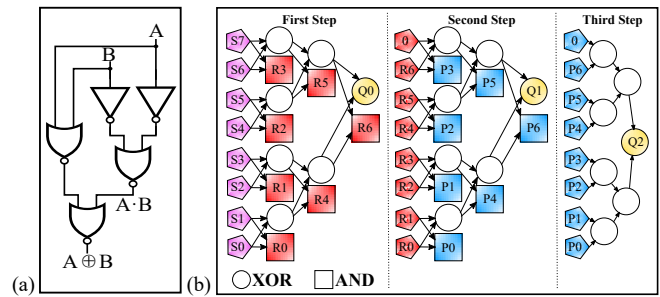 (a)
A
B
A·B
A ⊕ B
(b)
First Step
S7
S6
S5
S4
S3
S2
S1
S0
R3
R2
R1
R0
R5
R4
Q0
R6
Second Step
0
R6
R5
R4
R3
R2
R1
R0
P3
P2
P1
P0
P5
P4
Q1
P6
Third Step
0
P6
P5
P4
P3
P2
P1
P0
Q2
XOR
AND